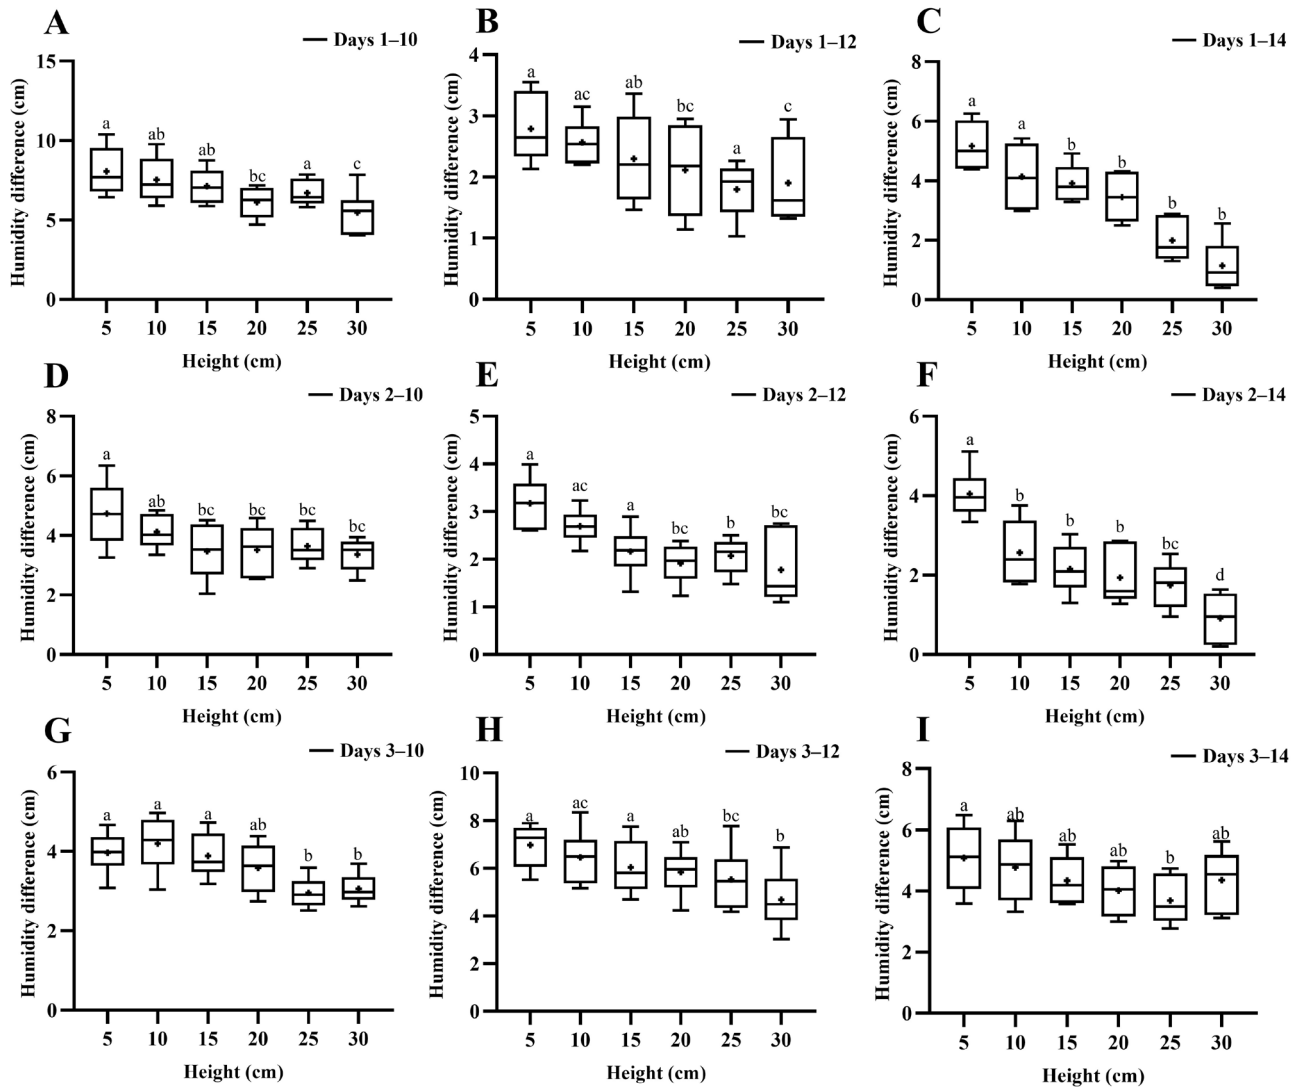 A
Days 1–10
Humidity difference (cm)
15
10
5
0
a ab ab bc a c
5 10 15 20 25 30
Height (cm)
B
Days 1–12
Humidity difference (cm)
4
3
2
1
0
a ac ab bc a c
5 10 15 20 25 30
Height (cm)
C
Days 1–14
Humidity difference (cm)
8
6
4
2
0
a a b b b b
5 10 15 20 25 30
Height (cm)
D
Days 2–10
Humidity difference (cm)
8
6
4
2
0
a ab bc bc bc bc
5 10 15 20 25 30
Height (cm)
E
Days 2–12
Humidity difference (cm)
5
4
3
2
1
0
a ac a bc b bc
5 10 15 20 25 30
Height (cm)
F
Days 2–14
Humidity difference (cm)
6
4
2
0
a b b b bc d
5 10 15 20 25 30
Height (cm)
G
Days 3–10
Humidity difference (cm)
6
4
2
0
a a a ab b b
5 10 15 20 25 30
Height (cm)
H
Days 3–12
Humidity difference (cm)
10
8
6
4
2
0
a ac a ab bc b
5 10 15 20 25 30
Height (cm)
I
Days 3–14
Humidity difference (cm)
8
6
4
2
0
a ab ab ab b ab
5 10 15 20 25 30
Height (cm)